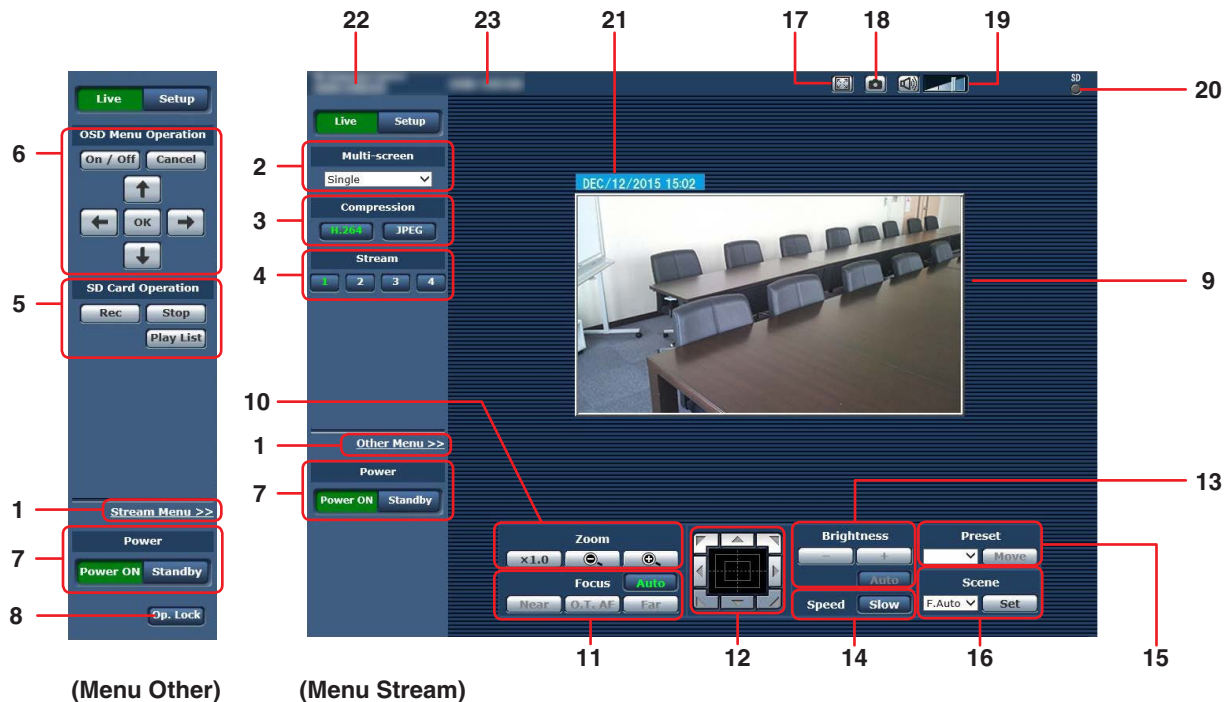 22 23 21 17 18 19
20
Live Setup
OSD Menu Operation
6
On / Off Cancel
OK
SD Card Operation
5
Rec Stop
Play List
1
Stream Menu >>
Power
7
Power ON Standby
8
Op. Lock
(Menu Other)
SD
Live Setup
2
Multi-screen
Single
3
Compression
H.264 JPEG
4
Stream
1 2 3 4
DEC/12/2015 15:02
9
10
1
Other Menu >>
7
Power
Power ON Standby
Zoom
×1.0
Focus Auto
Near O.T. AF Far
11
12
13
Brightness
− +
Auto
Speed Slow
14
Preset
Move
15
Scene
F.Auto Set
16
(Menu Stream)